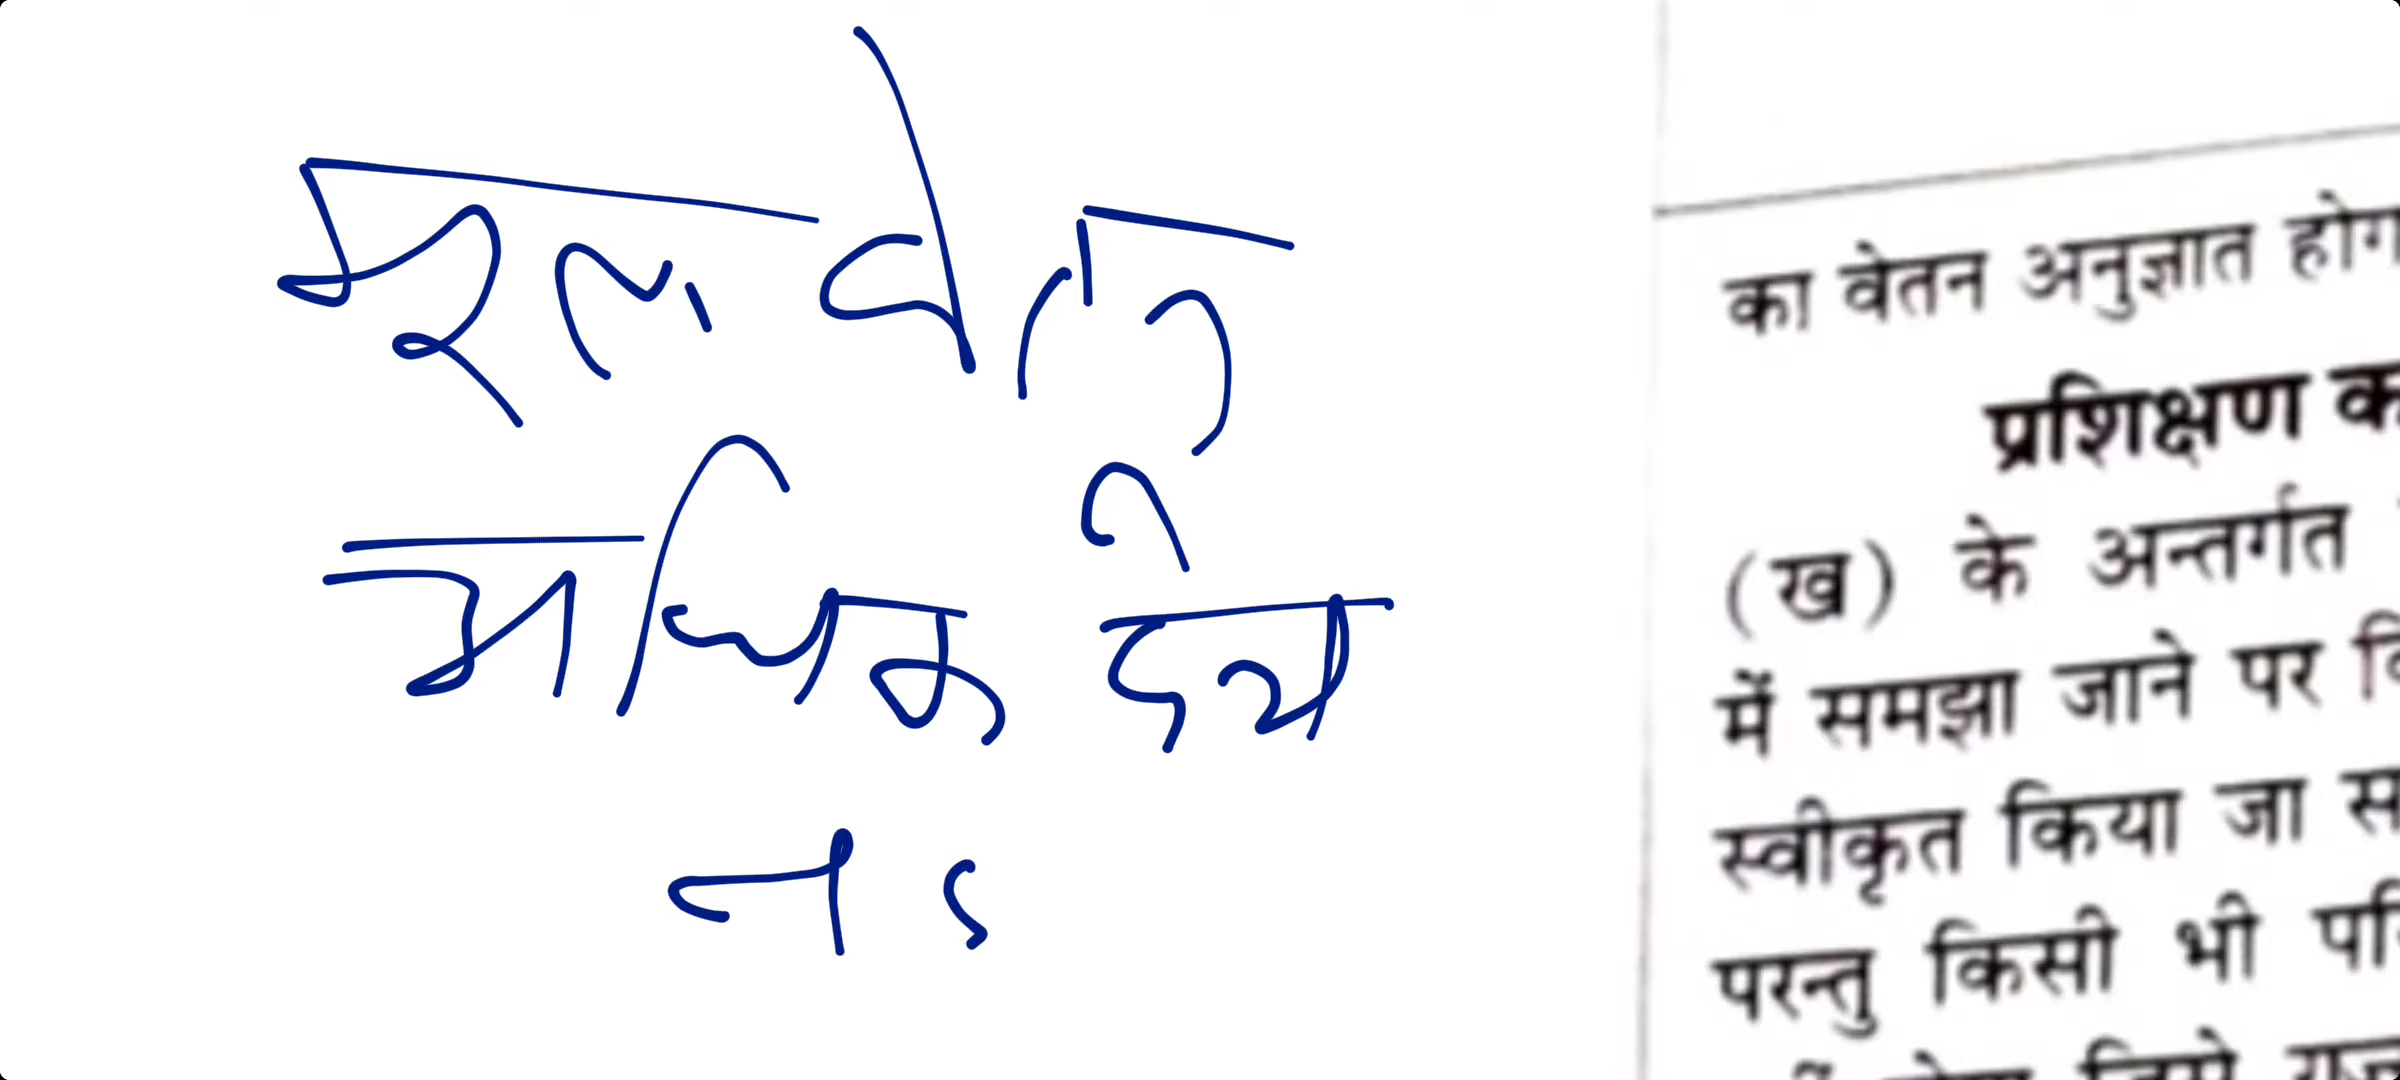 मूल वेतन
अधिक देय
न
का वेतन अनुज्ञात
प्रशिक्षण
(ख) के अन्तर्गत
में समझा जाने पर
स्वीकृत किया जा
परन्तु किसी भी